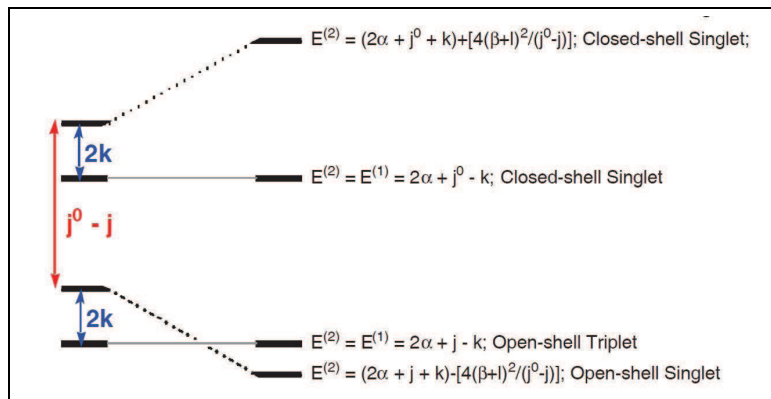 E⁽²⁾ = (2α + j⁰ + k)+[4(β+l)²/(j⁰-j)]; Closed-shell Singlet;
2k
E⁽²⁾ = E⁽¹⁾ = 2α + j⁰ - k; Closed-shell Singlet
j⁰ - j
2k
E⁽²⁾ = E⁽¹⁾ = 2α + j - k; Open-shell Triplet
E⁽²⁾ = (2α + j + k)-[4(β+l)²/(j⁰-j)]; Open-shell Singlet